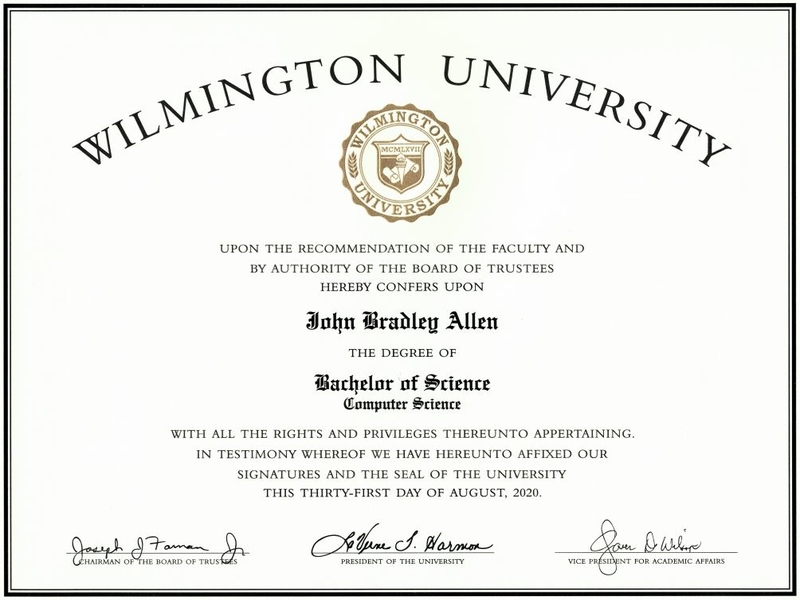 WILMINGTON UNIVERSITY
WILMINGTON
MCMLXVII
UNIVERSITY
UPON THE RECOMMENDATION OF THE FACULTY AND
BY AUTHORITY OF THE BOARD OF TRUSTEES
HEREBY CONFERS UPON
John Bradley Allen
THE DEGREE OF
Bachelor of Science
Computer Science
WITH ALL THE RIGHTS AND PRIVILEGES THEREUNTO APPERTAINING.
IN TESTIMONY WHEREOF WE HAVE HEREUNTO AFFIXED OUR
SIGNATURES AND THE SEAL OF THE UNIVERSITY
THIS THIRTY-FIRST DAY OF AUGUST, 2020.
Joseph J Farnan Jr
CHAIRMAN OF THE BOARD OF TRUSTEES
LaVerne T. Harmon
PRESIDENT OF THE UNIVERSITY
VICE PRESIDENT FOR ACADEMIC AFFAIRS